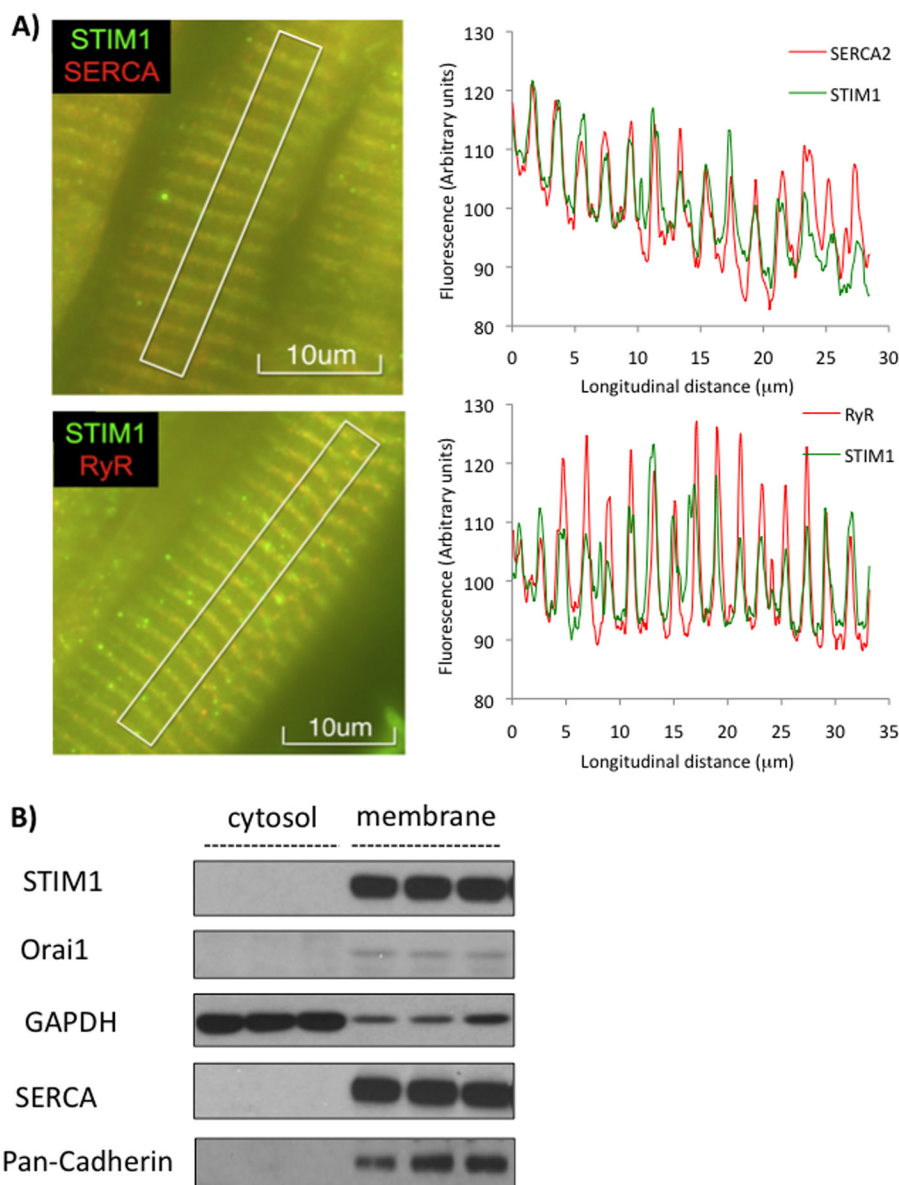 A)
STIM1
SERCA
10um
130
120
110
100
90
80
Fluorescence (Arbitrary units)
SERCA2
STIM1
0 5 10 15 20 25 30
Longitudinal distance (μm)
STIM1
RyR
10um
130
120
110
100
90
80
Fluorescence (Arbitrary units)
RyR
STIM1
0 5 10 15 20 25 30 35
Longitudinal distance (μm)
B)
cytosol membrane
STIM1
Orai1
GAPDH
SERCA
Pan-Cadherin